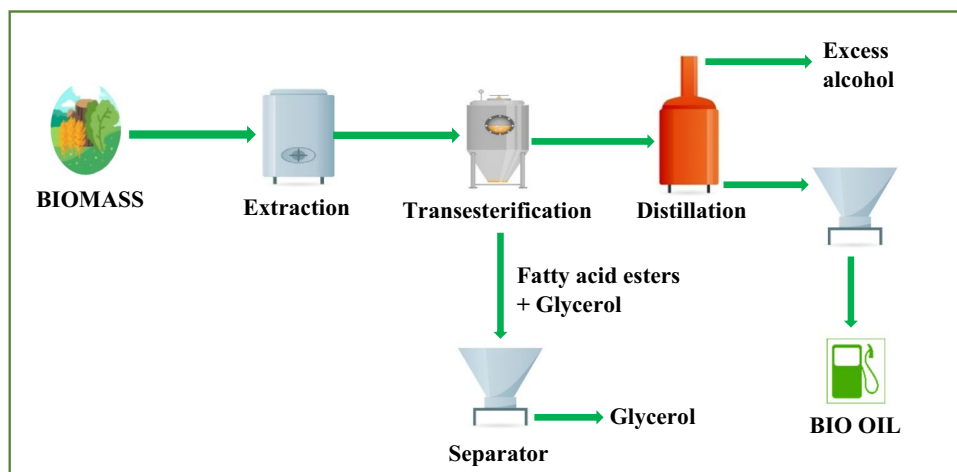 Excess
alcohol
BIOMASS
Extraction
Transesterification
Distillation
Fatty acid esters
+ Glycerol
Glycerol
Separator
BIO OIL